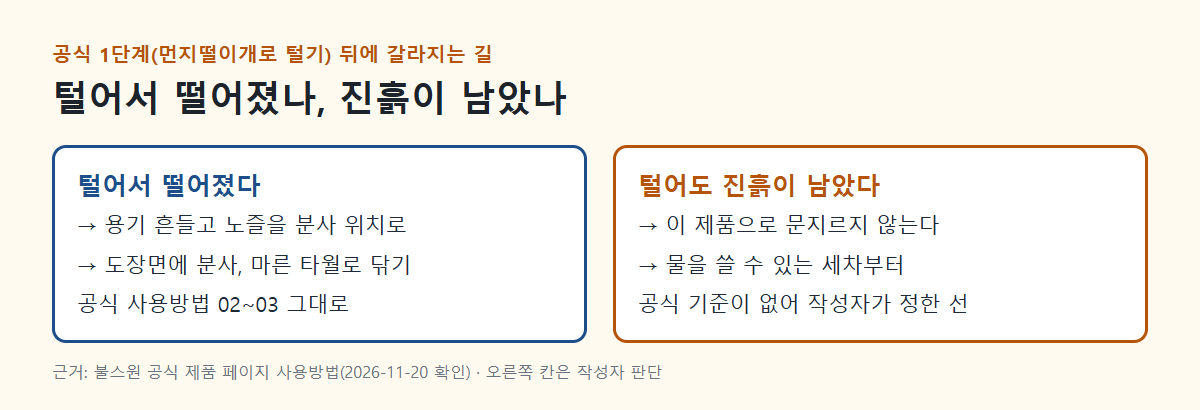 공식 1단계(먼지떨이개로 털기) 뒤에 갈라지는 길
털어서 떨어졌나, 진흙이 남았나
털어서 떨어졌다
→ 용기 흔들고 노즐을 분사 위치로
→ 도장면에 분사, 마른 타월로 닦기
공식 사용방법 02~03 그대로
털어도 진흙이 남았다
→ 이 제품으로 문지르지 않는다
→ 물을 쓸 수 있는 세차부터
공식 기준이 없어 작성자가 정한 선
근거: 불스원 공식 제품 페이지 사용방법(2026-11-20 확인) · 오른쪽 칸은 작성자 판단